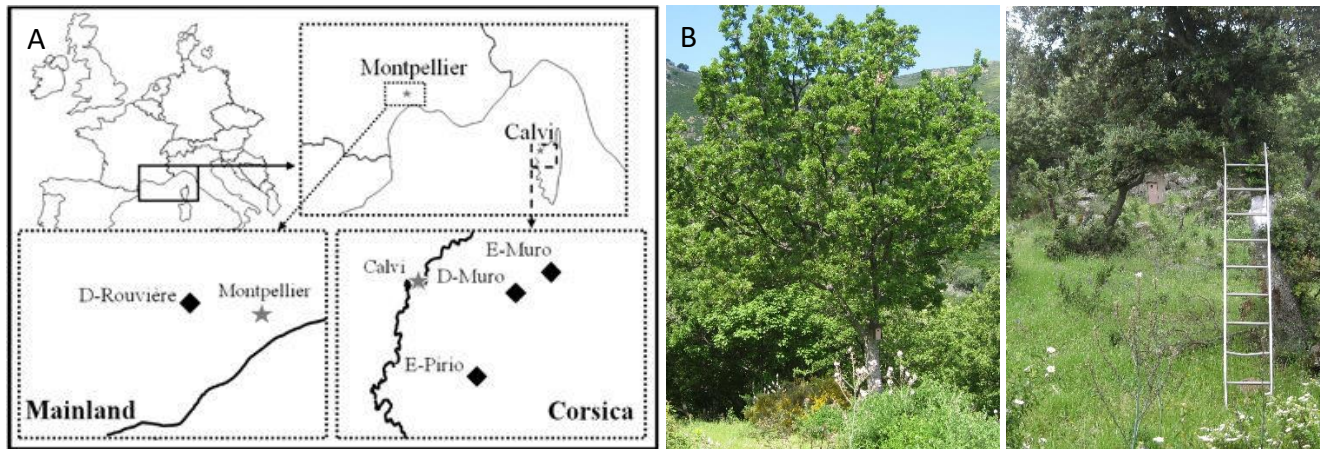 A
Montpellier
Calvi
D-Rouvière
Montpellier
Mainland
Calvi
E-Muro
D-Muro
E-Pirio
Corsica
B